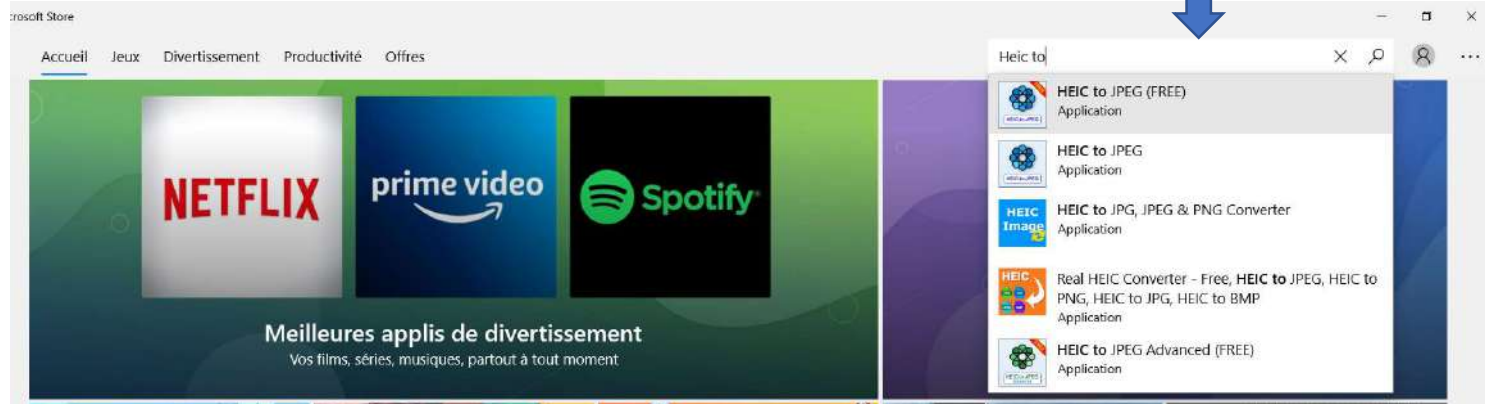 rosoft Store
Accueil Jeux Divertissement Productivité Offres
Heic to
NETFLIX
prime video
Spotify
Meilleures applis de divertissement
Vos films, séries, musiques, partout à tout moment
HEIC to JPEG (FREE)
Application
HEIC to JPEG
Application
HEIC
Image
HEIC to JPG, JPEG & PNG Converter
Application
HEIC
Real HEIC Converter - Free, HEIC to JPEG, HEIC to
PNG, HEIC to JPG, HEIC to BMP
Application
HEIC to JPEG Advanced (FREE)
Application